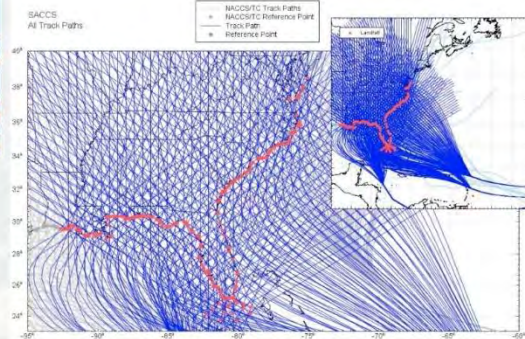 SACCS
All Track Paths
NACCS/TC Track Paths
NACCS/TC Reference Point
Track Path
Reference Point
Landfall
40°
38°
36°
34°
32°
30°
28°
26°
24°
-95°
-90°
-85°
-80°
-75°
-70°
-65°
-60°